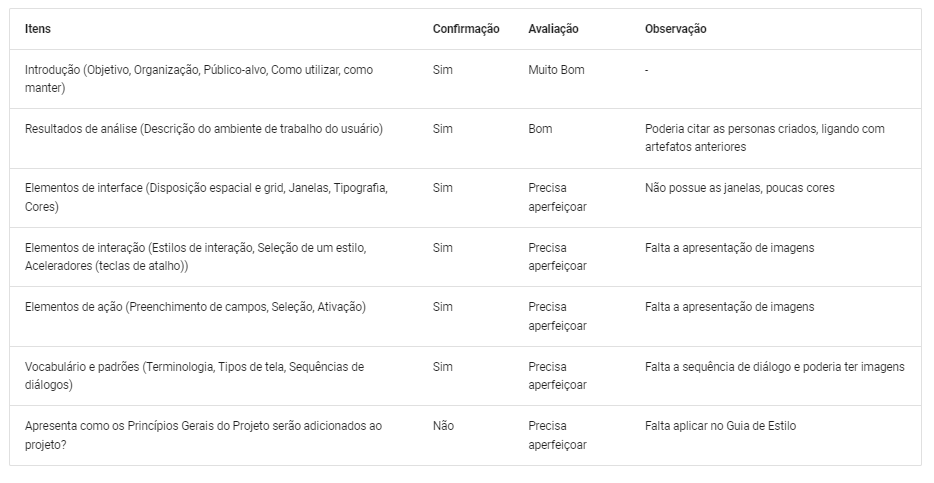 Itens Confirmação Avaliação Observação
Introdução (Objetivo, Organização, Público-alvo, Como utilizar, como Sim Muito Bom -
manter)
Resultados de análise (Descrição do ambiente de trabalho do usuário) Sim Bom Poderia citar as personas criados, ligando com
artefatos anteriores
Elementos de interface (Disposição espacial e grid, Janelas, Tipografia, Sim Precisa Não possue as janelas, poucas cores
Cores) aperfeiçoar
Elementos de interação (Estilos de interação, Seleção de um estilo, Sim Precisa Falta a apresentação de imagens
Aceleradores (teclas de atalho)) aperfeiçoar
Elementos de ação (Preenchimento de campos, Seleção, Ativação) Sim Precisa Falta a apresentação de imagens
aperfeiçoar
Vocabulário e padrões (Terminologia, Tipos de tela, Sequências de Sim Precisa Falta a sequência de diálogo e poderia ter imagens
diálogos) aperfeiçoar
Apresenta como os Princípios Gerais do Projeto serão adicionados ao Não Precisa Falta aplicar no Guia de Estilo
projeto? aperfeiçoar